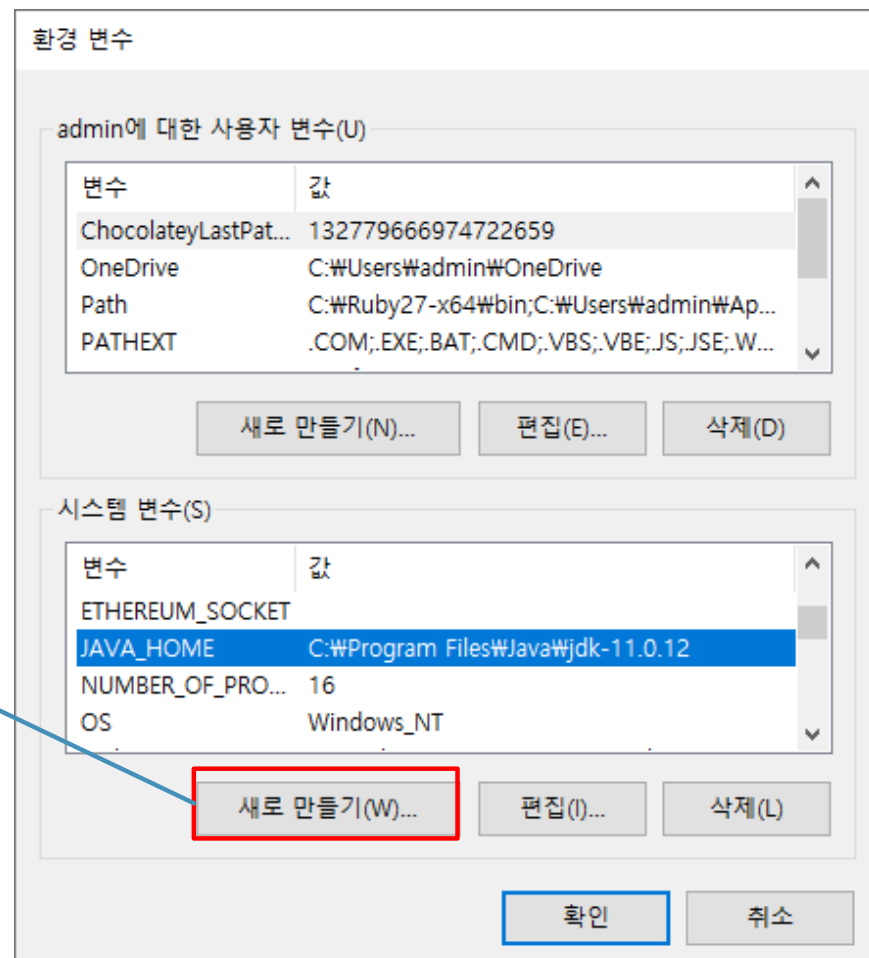 환경 변수
admin에 대한 사용자 변수(U)
변수 값
ChocolateyLastPat... 132779666974722659
OneDrive C:₩Users₩admin₩OneDrive
Path C:₩Ruby27-x64₩bin;C:₩Users₩admin₩Ap...
PATHEXT .COM;.EXE;.BAT;.CMD;.VBS;.VBE;.JS;.JSE;.W...
새로 만들기(N)... 편집(E)... 삭제(D)
시스템 변수(S)
변수 값
ETHEREUM_SOCKET
JAVA_HOME C:₩Program Files₩Java₩jdk-11.0.12
NUMBER_OF_PRO... 16
OS Windows_NT
새로 만들기(W)... 편집(I)... 삭제(L)
확인 취소